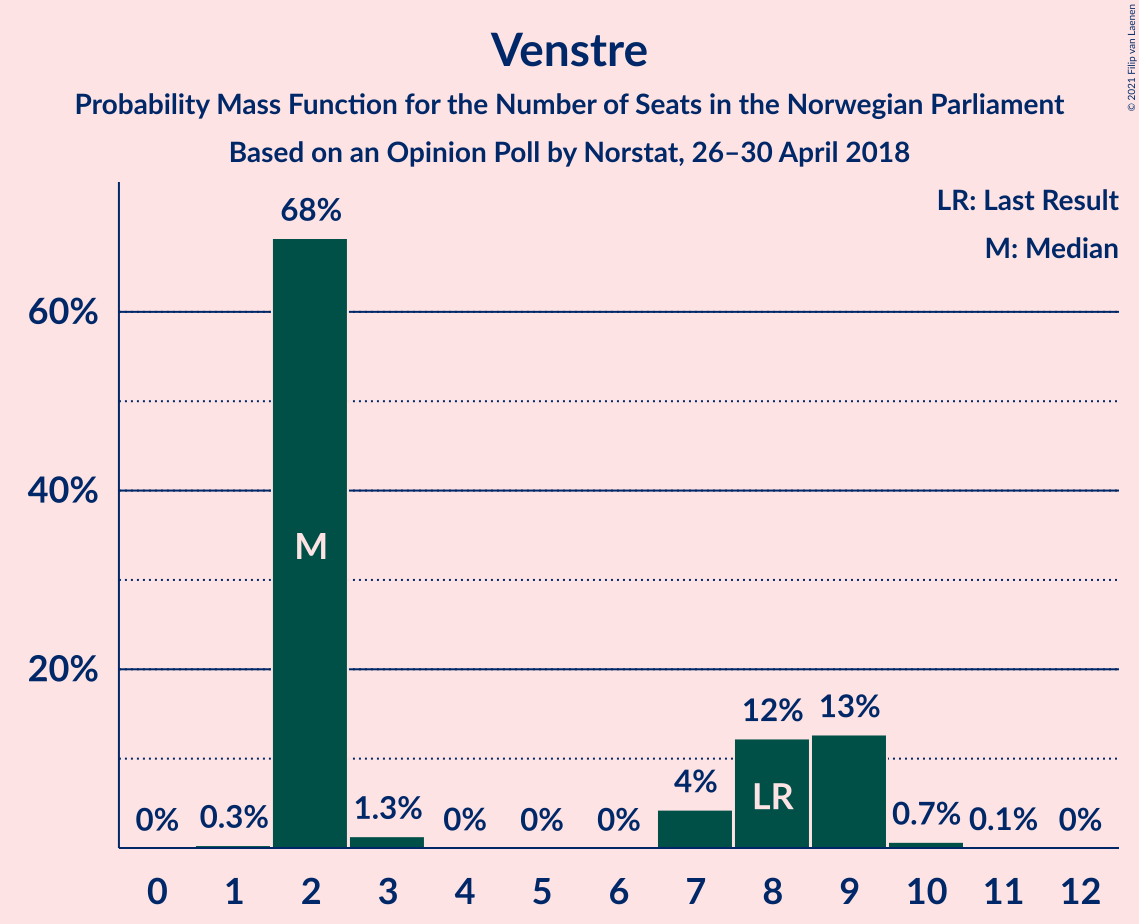 © 2021 Filip van Laenen
Venstre
Probability Mass Function for the Number of Seats in the Norwegian Parliament
Based on an Opinion Poll by Norstat, 26–30 April 2018
LR: Last Result
M: Median
60%
40%
20%
0% 0.3% 68% 1.3% 0% 0% 0% 4% 12% 13% 0.7% 0.1% 0%
M LR
0 1 2 3 4 5 6 7 8 9 10 11 12